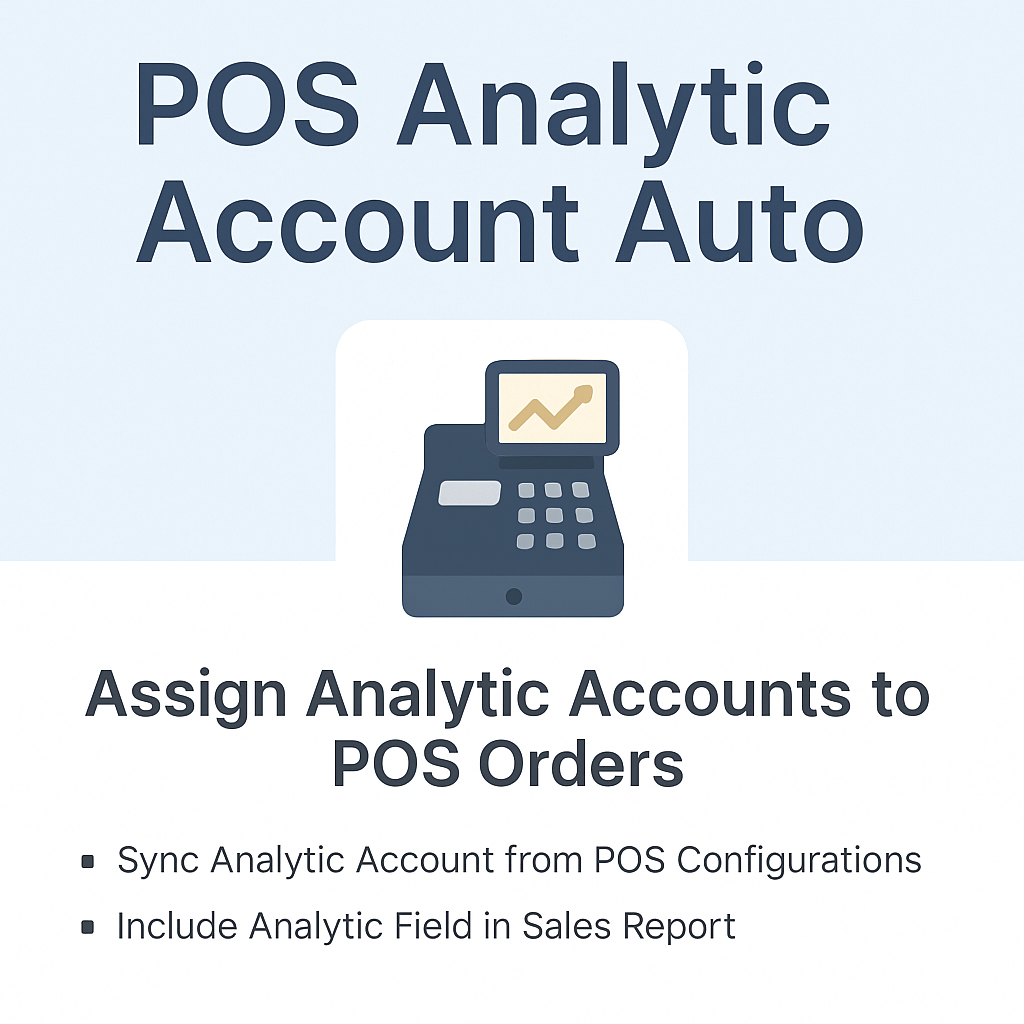 POS Analytic
Account Auto
Assign Analytic Accounts to
POS Orders
▪ Sync Analytic Account from POS Configurations
▪ Include Analytic Field in Sales Report